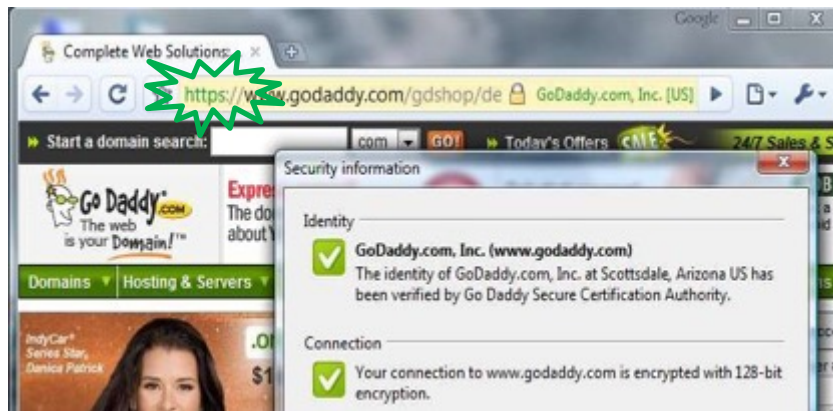 Google
Complete Web Solutions:
https://www.godaddy.com/gdshop/de GoDaddy.com, Inc. [US]
Start a domain search: com GO! Today's Offers SALE 24/7 Sales & S
Security information
Go Daddy.com
The web
is your Domain!™
Expre
The do
about Y
Identity
GoDaddy.com, Inc. (www.godaddy.com)
The identity of GoDaddy.com, Inc. at Scottsdale, Arizona US has
been verified by Go Daddy Secure Certification Authority.
Domains Hosting & Servers
IndyCar®
Series Star,
Danica Patrick
.O
$1
Connection
Your connection to www.godaddy.com is encrypted with 128-bit
encryption.